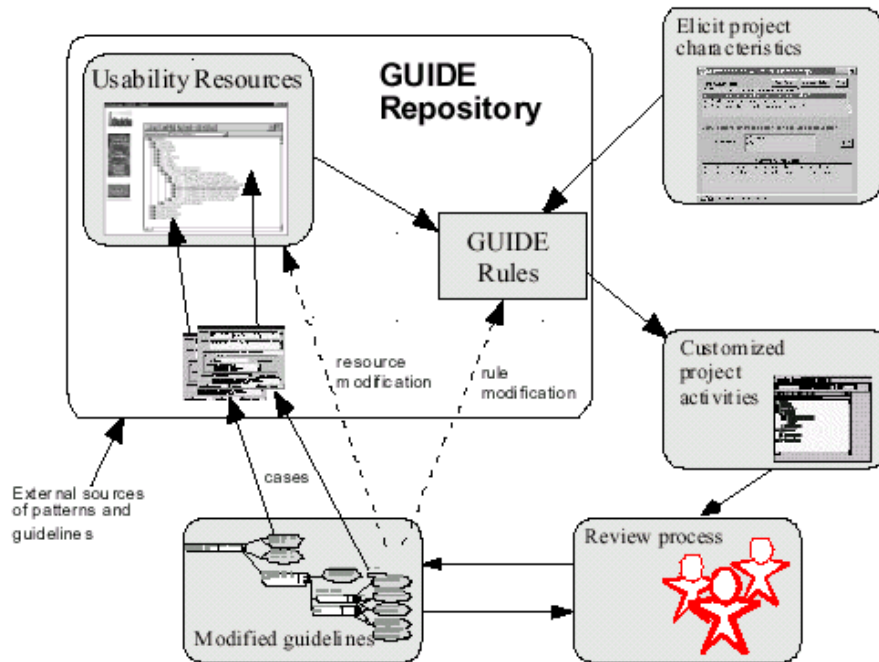 Usability Resources
GUIDE
Repository
Elicit project
characteristics
GUIDE
Rules
resource
modification
rule
modification
Customized
project
activities
External sources
of patterns and
guidelines
cases
Modified guidelines
Review process